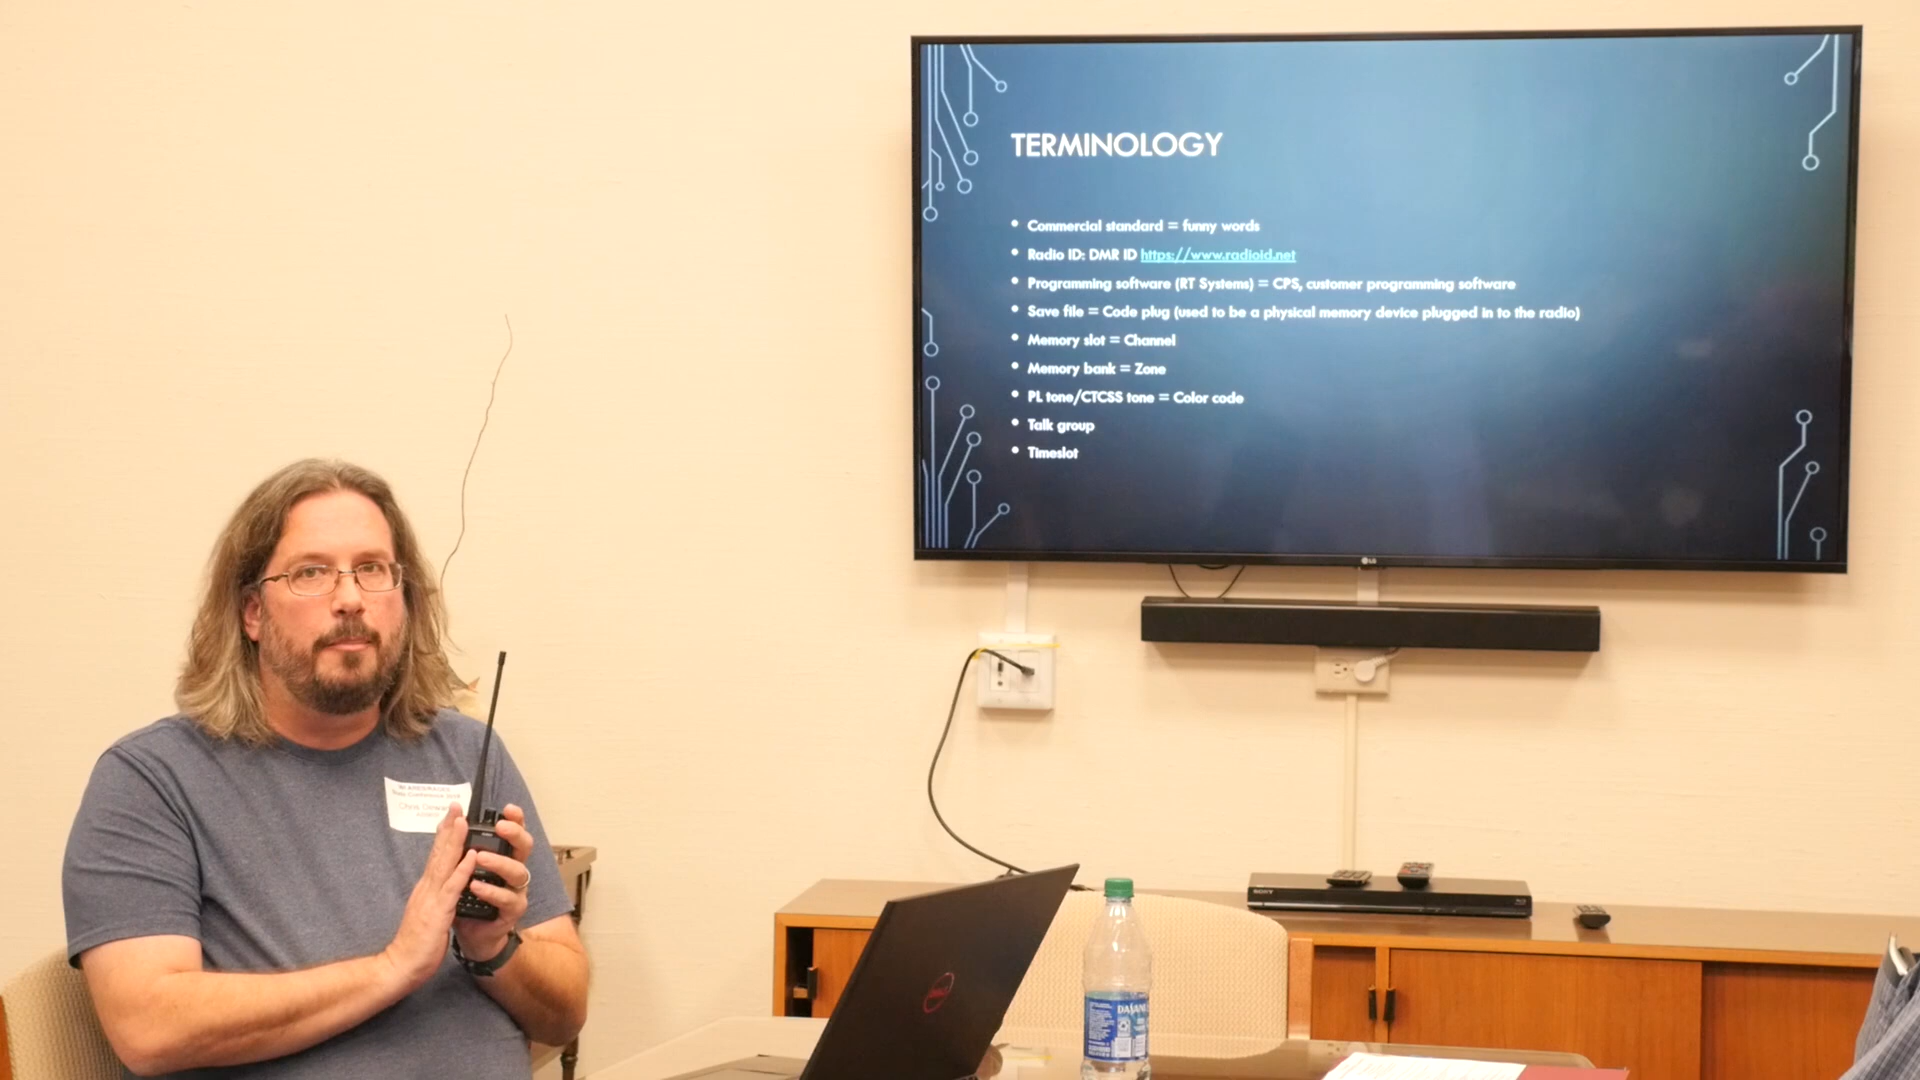 TERMINOLOGY
• Commercial standard = funny words
• Radio ID: DMR ID https://www.radioid.net
• Programming software (RT Systems) = CPS, customer programming software
• Save file = Code plug (used to be a physical memory device plugged in to the radio)
• Memory slot = Channel
• Memory bank = Zone
• PL tone/CTCSS tone = Color code
• Talk group
• Timeslot
LG
Chris
SONY
DELL
DASANI